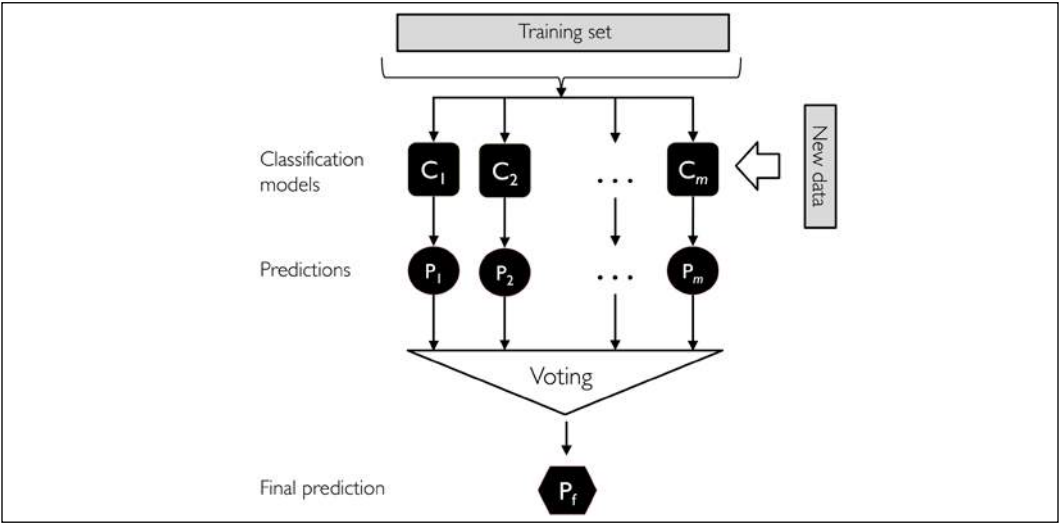 Training set
Classification
models
C1
C2
...
Cm
New data
Predictions
P1
P2
...
Pm
Voting
Final prediction
Pf